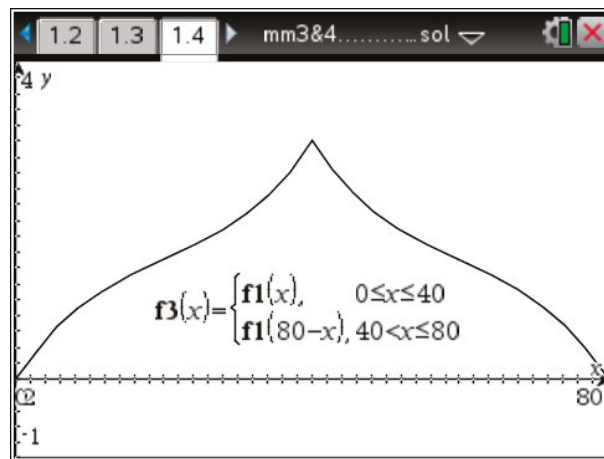 1.2 1.3 1.4 mm3&4............sol
4 y
f3(x)={f1(x), 0≤x≤40
f1(80−x), 40<x≤80
x
80
-1